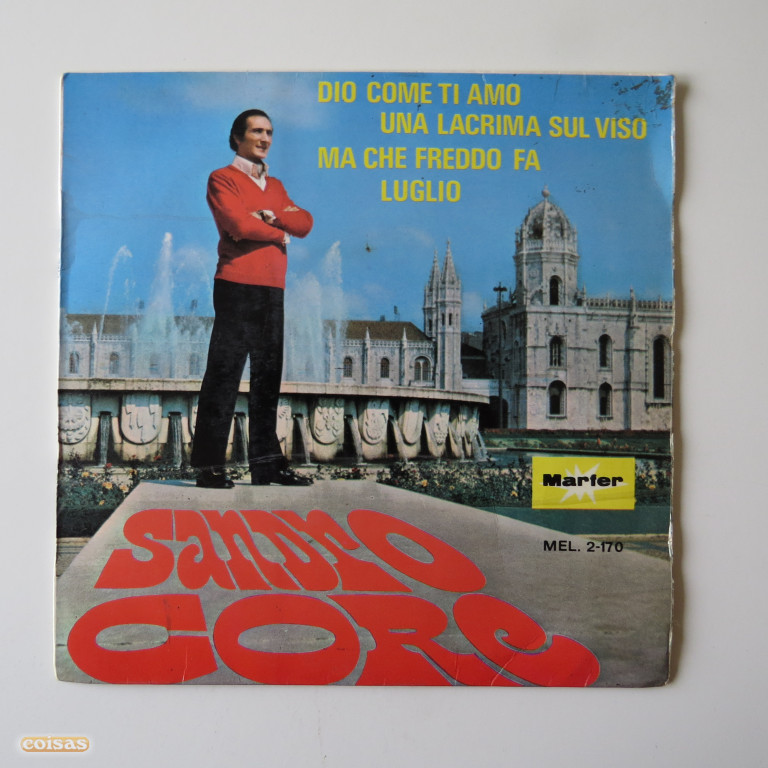 DIO COME TI AMO
UNA LACRIMA SUL VISO
MA CHE FREDDO FA
LUGLIO
Marfer
MEL. 2-170
SANDRO
CORE
coisas